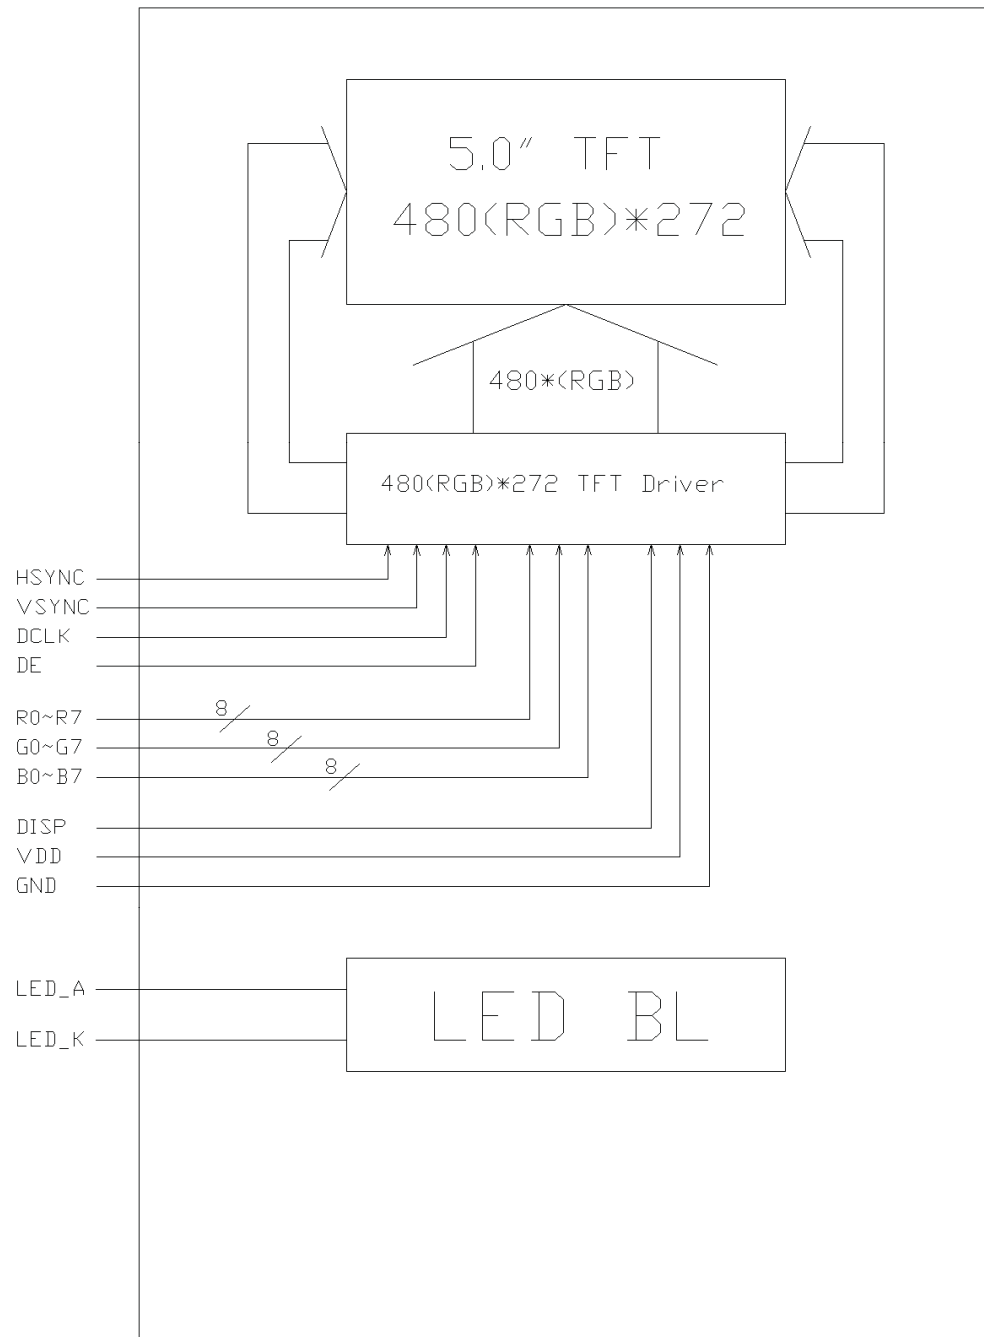 5.0″ TFT
480(RGB)*272
480*(RGB)
480(RGB)*272 TFT Driver
HSYNC
VSYNC
DCLK
DE
R0~R7 8
G0~G7 8
B0~B7 8
DISP
VDD
GND
LED_A
LED BL
LED_K